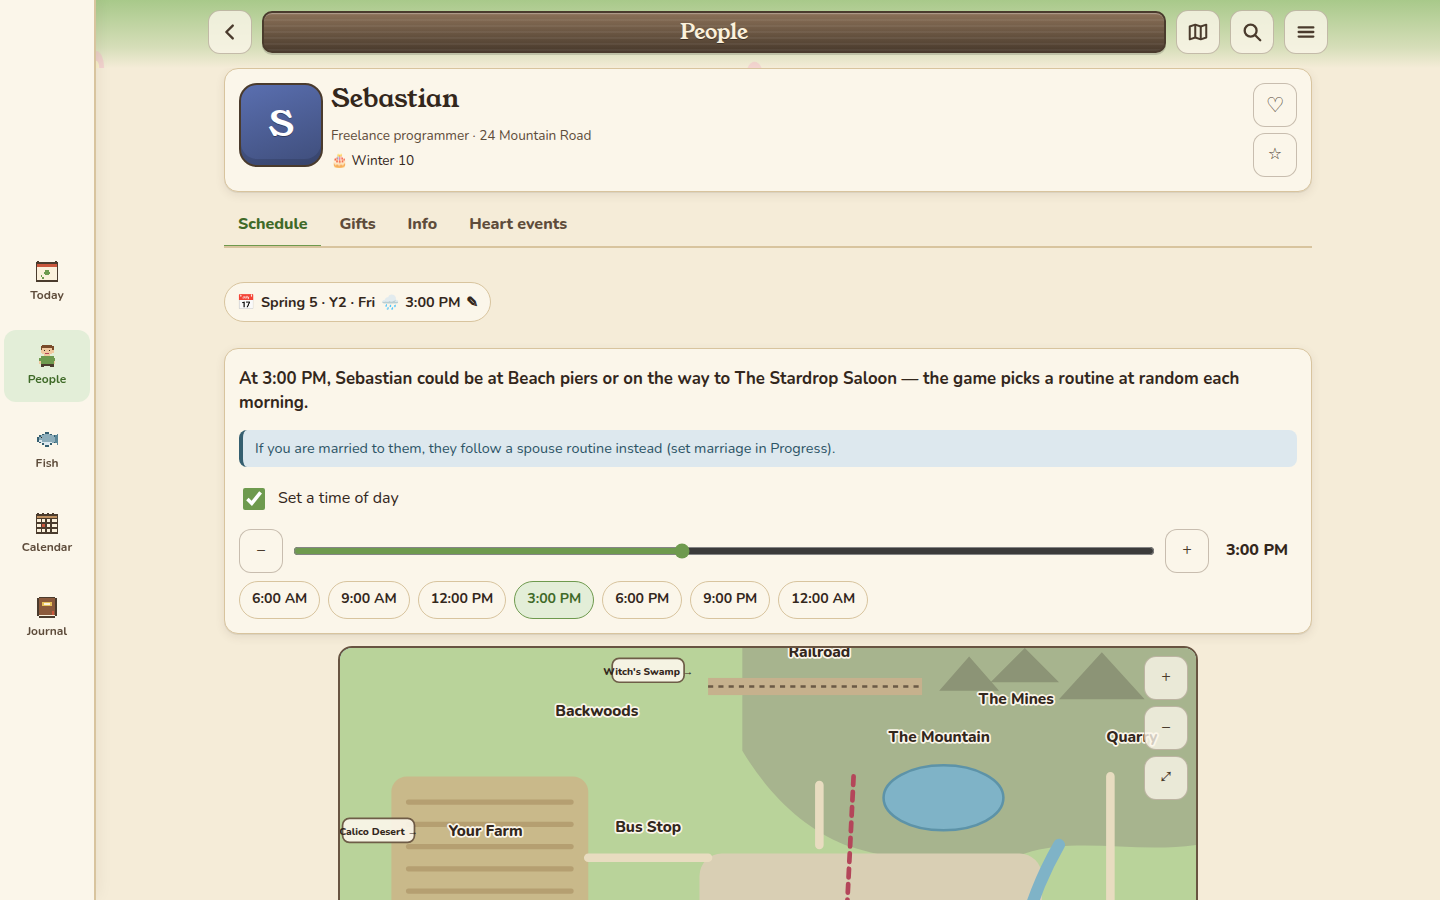 People
Sebastian
S
Freelance programmer · 24 Mountain Road
🎂 Winter 10
♡
☆
Schedule
Gifts
Info
Heart events
📅 Spring 5 · Y2 · Fri 🌧️ 3:00 PM ✎
At 3:00 PM, Sebastian could be at Beach piers or on the way to The Stardrop Saloon — the game picks a routine at random each
morning.
If you are married to them, they follow a spouse routine instead (set marriage in Progress).
Set a time of day
−
+
3:00 PM
6:00 AM
9:00 AM
12:00 PM
3:00 PM
6:00 PM
9:00 PM
12:00 AM
Railroad
Witch's Swamp →
The Mines
Backwoods
The Mountain
Quarry
+
−
⤢
Calico Desert →
Your Farm
Bus Stop
Today
People
Fish
Calendar
Journal